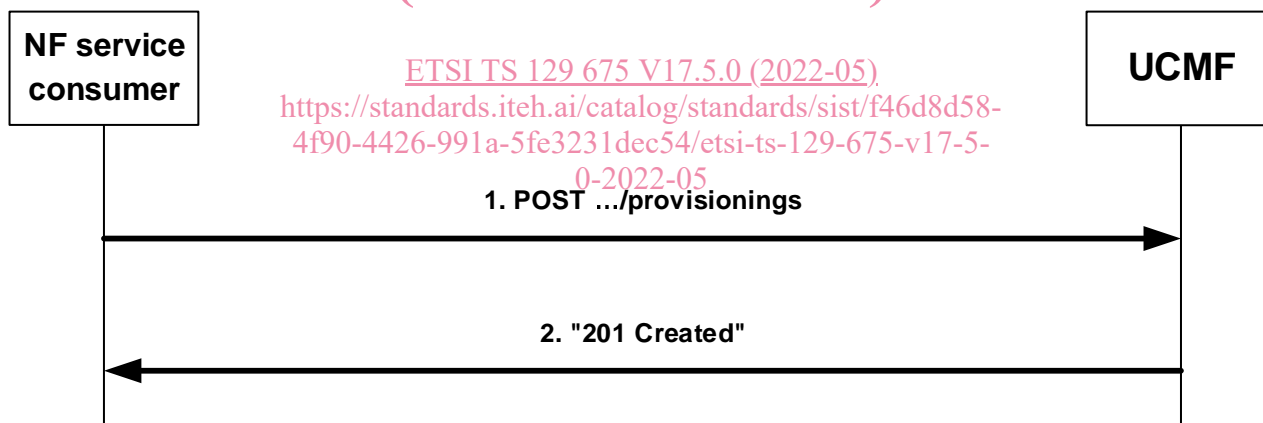 NF service
consumer
UCMF
ETSI TS 129 675 V17.5.0 (2022-05)
https://standards.iteh.ai/catalog/standards/sist/f46d8d58-
4f90-4426-991a-5fe3231dec54/etsi-ts-129-675-v17-5-
0-2022-05
1. POST .../provisionings
2. "201 Created"